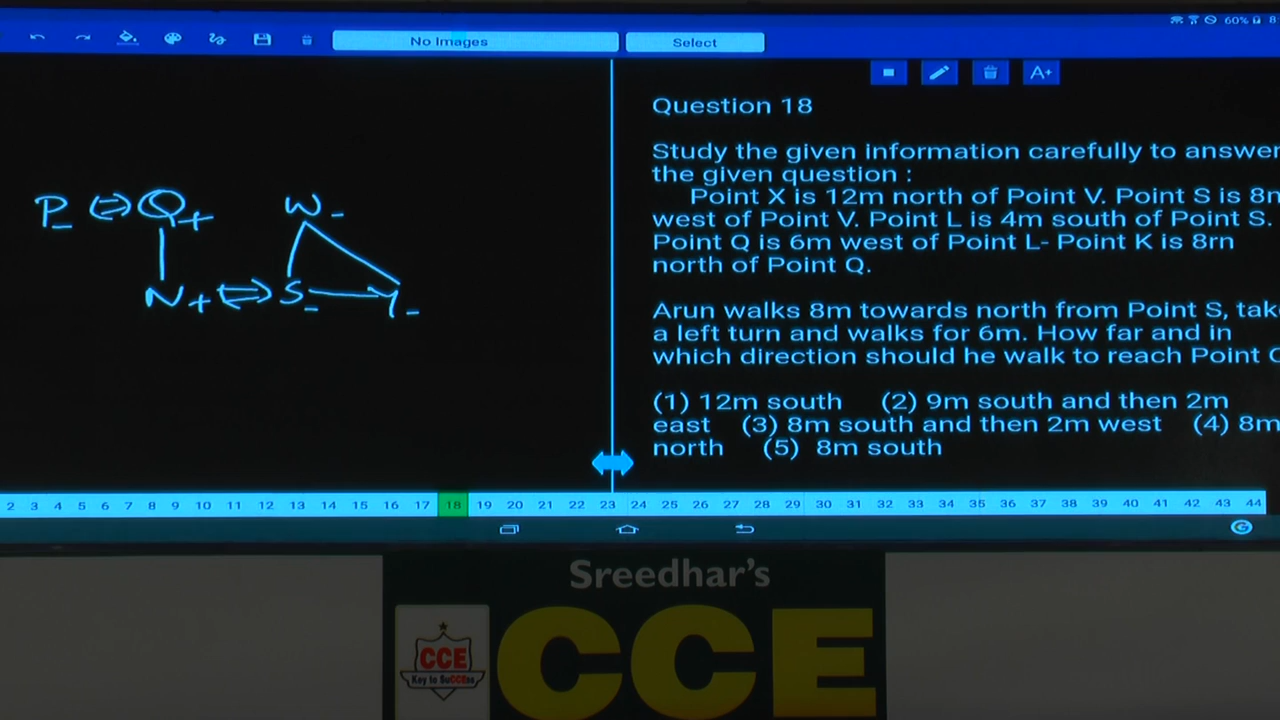 60%
No Images
Select
A+
Question 18
Study the given information carefully to answer
the given question :
Point X is 12m north of Point V. Point S is 8m
west of Point V. Point L is 4m south of Point S.
Point Q is 6m west of Point L- Point K is 8rn
north of Point Q.
Arun walks 8m towards north from Point S, tak
a left turn and walks for 6m. How far and in
which direction should he walk to reach Point
(1) 12m south (2) 9m south and then 2m
east (3) 8m south and then 2m west (4) 8m
north (5) 8m south
P - ⇔ Q + W -
N + ⇔ S - Y -
2 3 4 5 6 7 8 9 10 11 12 13 14 15 16 17 18 19 20 21 22 23 24 25 26 27 28 29 30 31 32 33 34 35 36 37 38 39 40 41 42 43 44
Sreedhar's
CCE
CCE
Key to SuCCEss